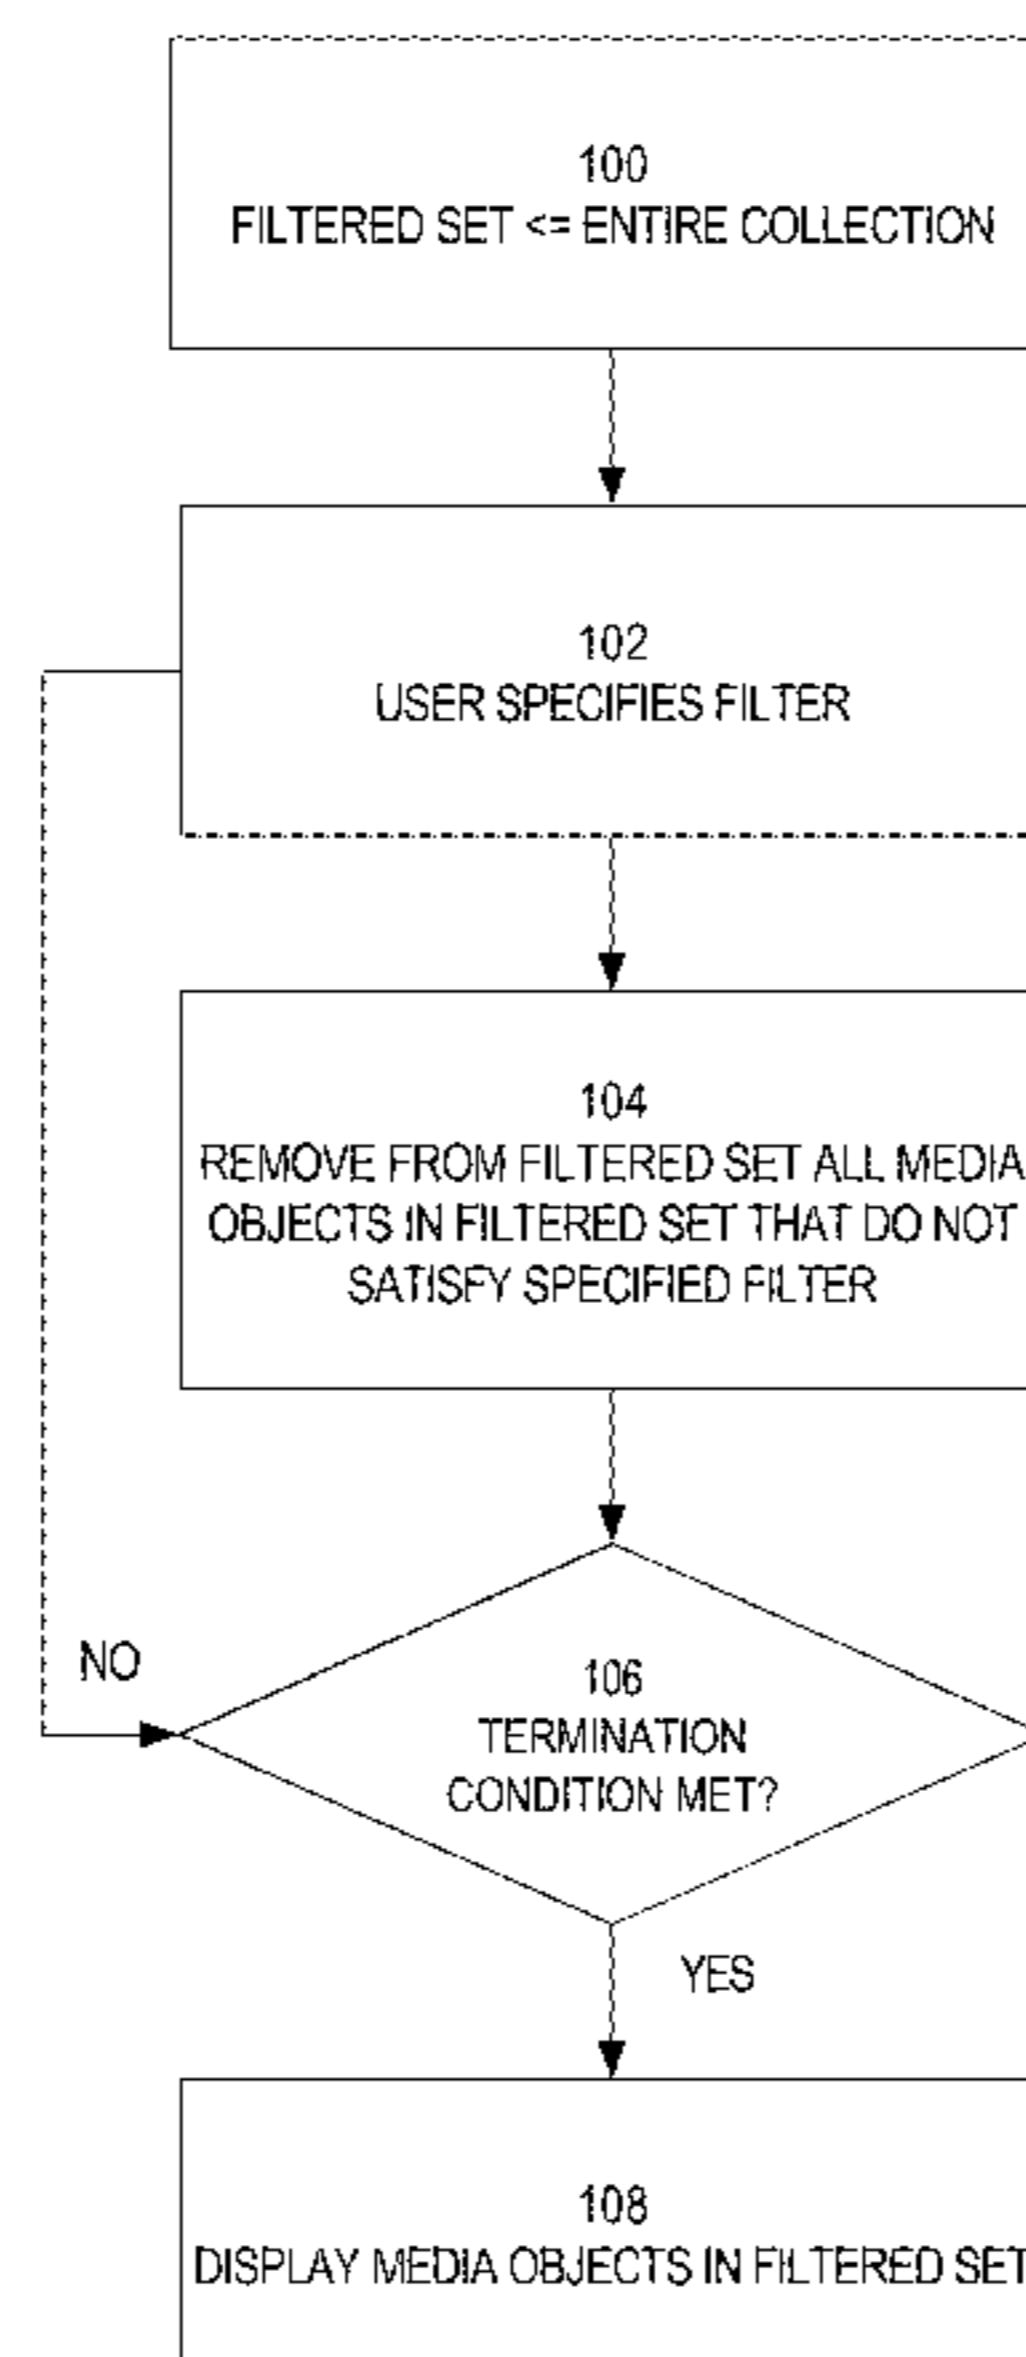 100
FILTERED SET <= ENTIRE COLLECTION
102
USER SPECIFIES FILTER
104
REMOVE FROM FILTERED SET ALL MEDIA
OBJECTS IN FILTERED SET THAT DO NOT
SATISFY SPECIFIED FILTER
NO
106
TERMINATION
CONDITION MET?
YES
108
DISPLAY MEDIA OBJECTS IN FILTERED SET